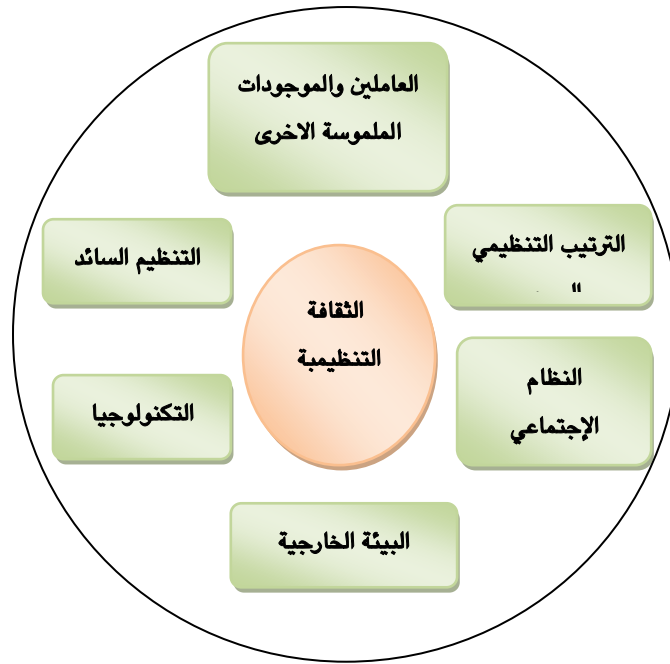 العاملين والموجودات
الملموسة الاخرى
الترتيب التنظيمي
التنظيم السائد
الثقافة
التنظيمية
النظام
الإجتماعي
التكنولوجيا
البيئة الخارجية